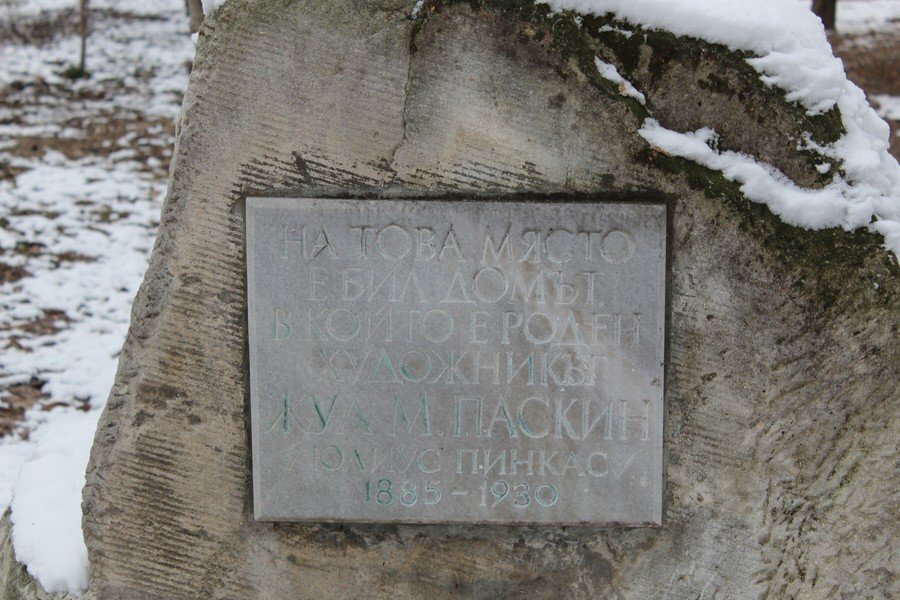 НА ТОВА МЯСТО
Е БИЛ ДОМЪТ
В КОЙТО Е РОДЕН
ХУДОЖНИКЪТ
ЖУЛ М. ПАСКИН
/ЮЛИУС ПИНКАС/
1885 – 1930